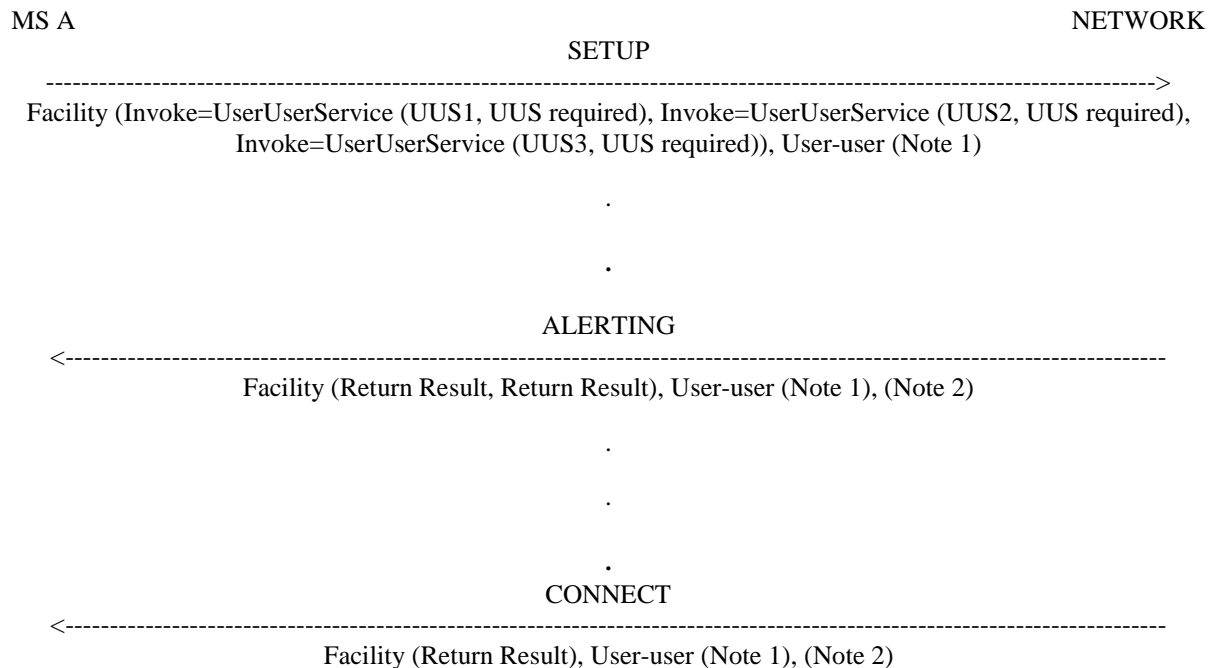 MS A NETWORK
SETUP
------------------------------------------------------------------------------------------------------------------------------->
Facility (Invoke=UserUserService (UUS1, UUS required), Invoke=UserUserService (UUS2, UUS required),
Invoke=UserUserService (UUS3, UUS required)), User-user (Note 1)
.
.
ALERTING
<-------------------------------------------------------------------------------------------------------------------------------
Facility (Return Result, Return Result), User-user (Note 1), (Note 2)
.
.
.
CONNECT
<-------------------------------------------------------------------------------------------------------------------------------
Facility (Return Result), User-user (Note 1), (Note 2)